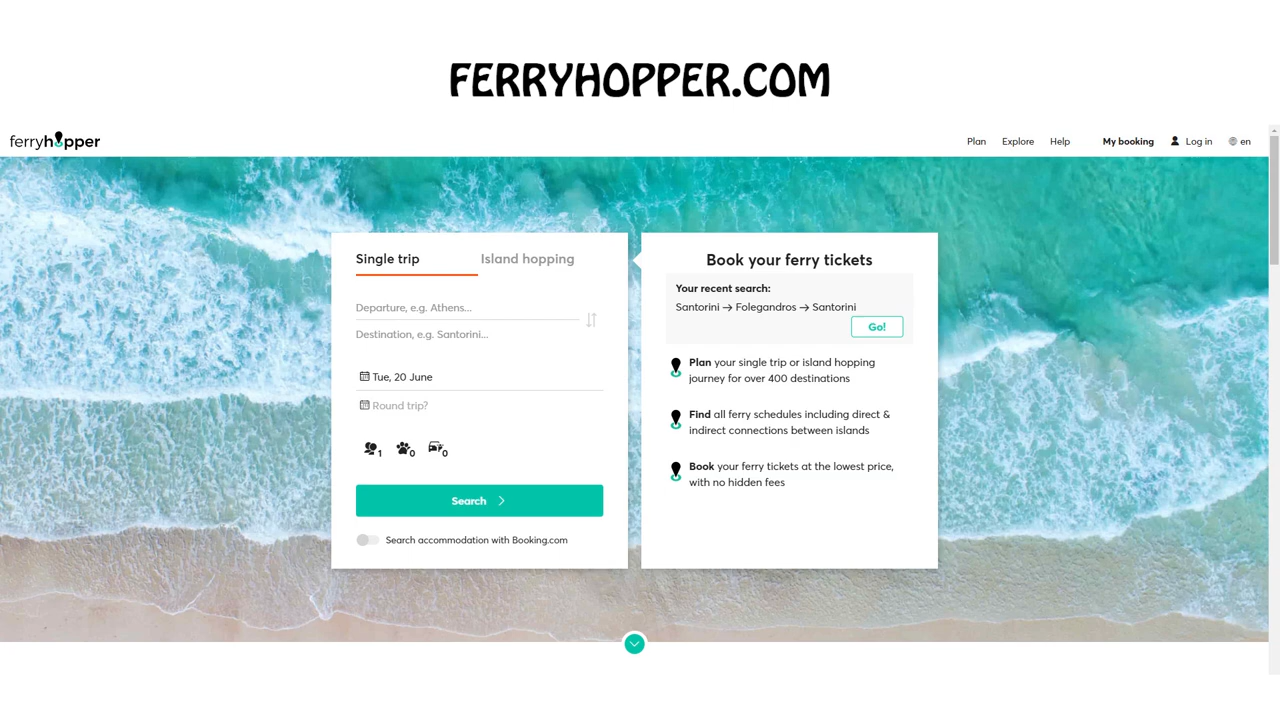 FERRYHOPPER.COM
ferryhopper
Plan
Explore
Help
My booking
Log in
en
Single trip
Island hopping
Departure, e.g. Athens...
Destination, e.g. Santorini...
Tue, 20 June
Round trip?
1
0
0
Search
Search accommodation with Booking.com
Book your ferry tickets
Your recent search:
Santorini → Folegandros → Santorini
Go!
Plan your single trip or island hopping
journey for over 400 destinations
Find all ferry schedules including direct &
indirect connections between islands
Book your ferry tickets at the lowest price,
with no hidden fees